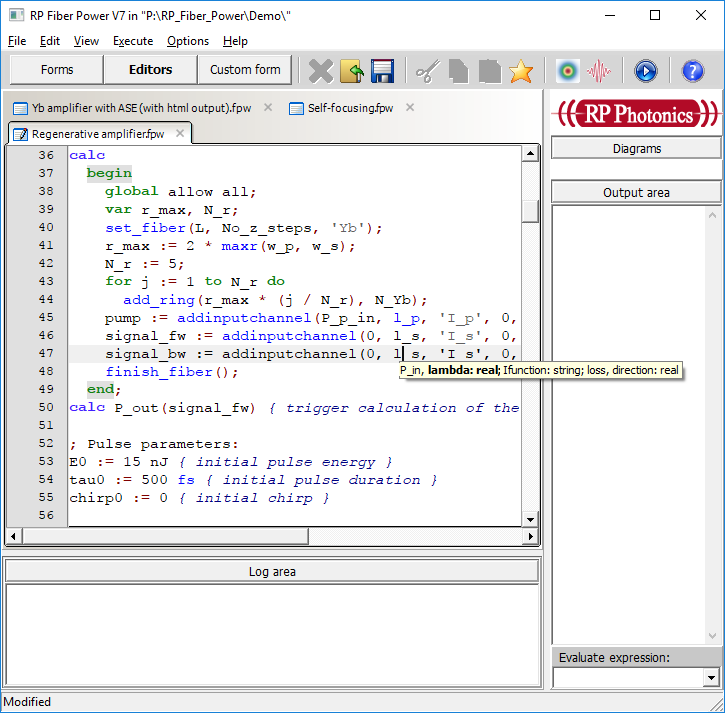 RP Fiber Power V7 in "P:\RP_Fiber_Power\Demo\"
File Edit View Execute Options Help
Forms Editors Custom form
Yb amplifier with ASE (with html output).fpw Self-focusing.fpw
Regenerative amplifier.fpw
((( RP Photonics )))
Diagrams
Output area
36 calc
37 begin
38 global allow all;
39 var r_max, N_r;
40 set_fiber(L, No_z_steps, 'Yb');
41 r_max := 2 * maxr(w_p, w_s);
42 N_r := 5;
43 for j := 1 to N_r do
44 add_ring(r_max * (j / N_r), N_Yb);
45 pump := addinputchannel(P_p_in, l_p, 'I_p', 0,
46 signal_fw := addinputchannel(0, l_s, 'I_s', 0,
47 signal_bw := addinputchannel(0, l_s, 'I_s', 0,
P_in, lambda: real; Ifunction: string; loss, direction: real
48 finish_fiber();
49 end;
50 calc P_out(signal_fw) { trigger calculation of the
51
52 ; Pulse parameters:
53 E0 := 15 nJ { initial pulse energy }
54 tau0 := 500 fs { initial pulse duration }
55 chirp0 := 0 { initial chirp }
56
Log area
Evaluate expression:
Modified